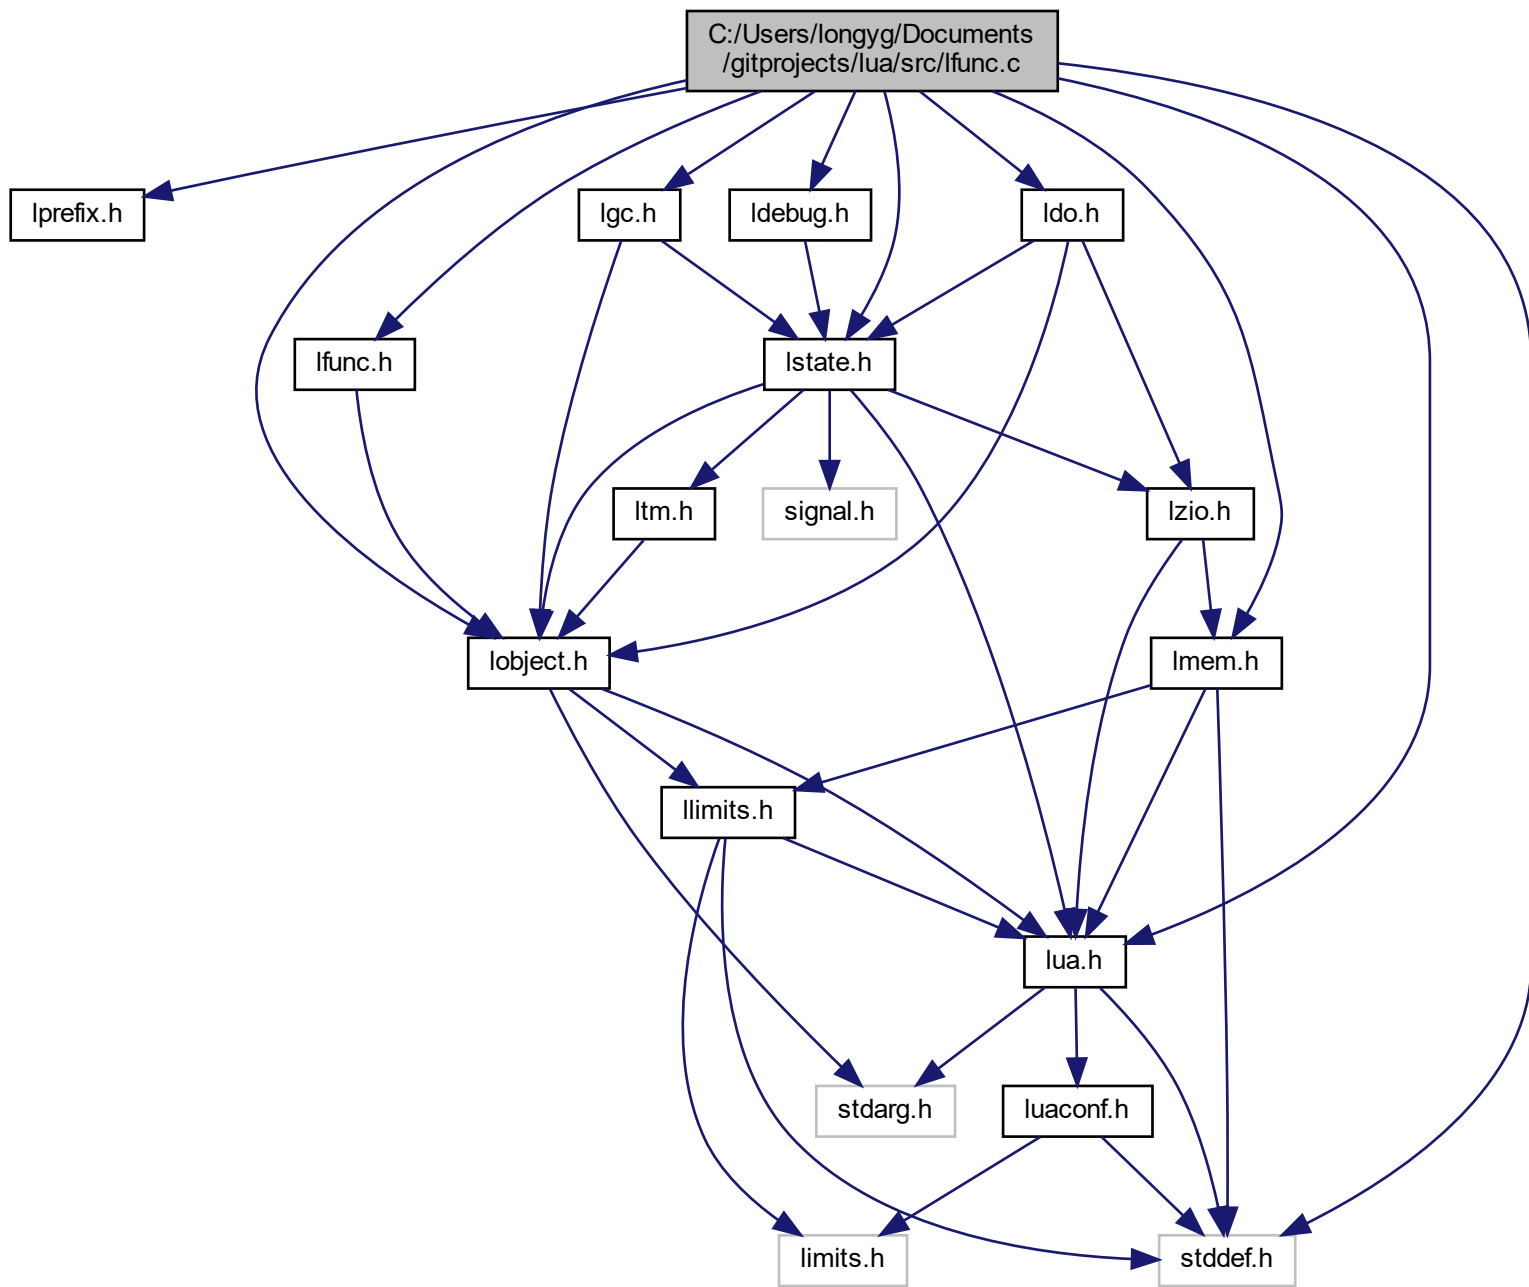 C:/Users/longyg/Documents
/gitprojects/lua/src/lfunc.c
lprefix.h
lgc.h
ldebug.h
ldo.h
lfunc.h
lstate.h
ltm.h
signal.h
lzio.h
lobject.h
lmem.h
llimits.h
lua.h
stdarg.h
luaconf.h
limits.h
stddef.h